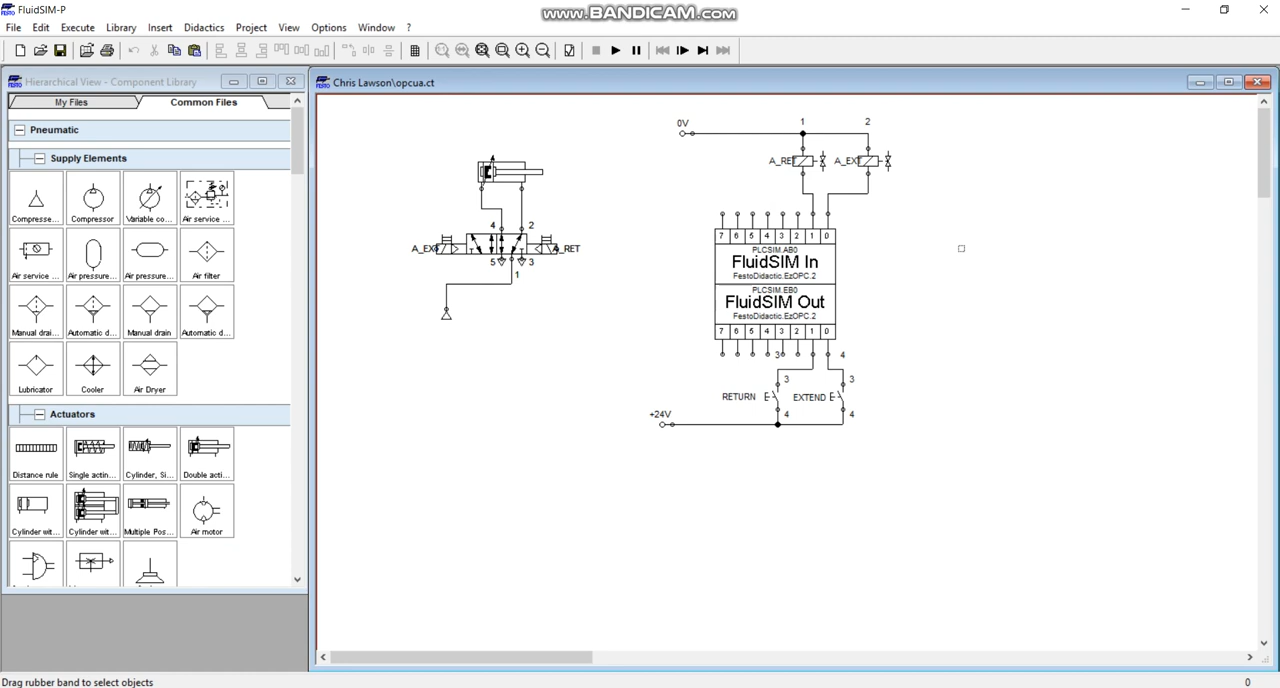 FluidSIM-P
www.BANDICAM.com
File Edit Execute Library Insert Didactics Project View Options Window ?
Hierarchical View - Component Library
My Files
Common Files
Pneumatic
Supply Elements
Compresse...
Compressor
Variable co...
Air service ...
Air service ...
Air pressure...
Air pressure...
Air filter
Manual drai...
Automatic d...
Manual drain
Automatic d...
Lubricator
Cooler
Air Dryer
Actuators
Distance rule
Single actin...
Cylinder, Si...
Double acti...
Cylinder wit...
Cylinder wit...
Multiple Pos...
Air motor
Chris Lawson\opcua.ct
4 2
A_EXT
A_RET
5 3
1
0V
1 2
A_RET
A_EXT
7 6 5 4 3 2 1 0
PLCSIM.AB0
FluidSIM In
FestoDidactic.EzOPC.2
PLCSIM.EB0
FluidSIM Out
FestoDidactic.EzOPC.2
7 6 5 4 3 2 1 0
3 4
3 3
RETURN
EXTEND
4 4
+24V
Drag rubber band to select objects
0